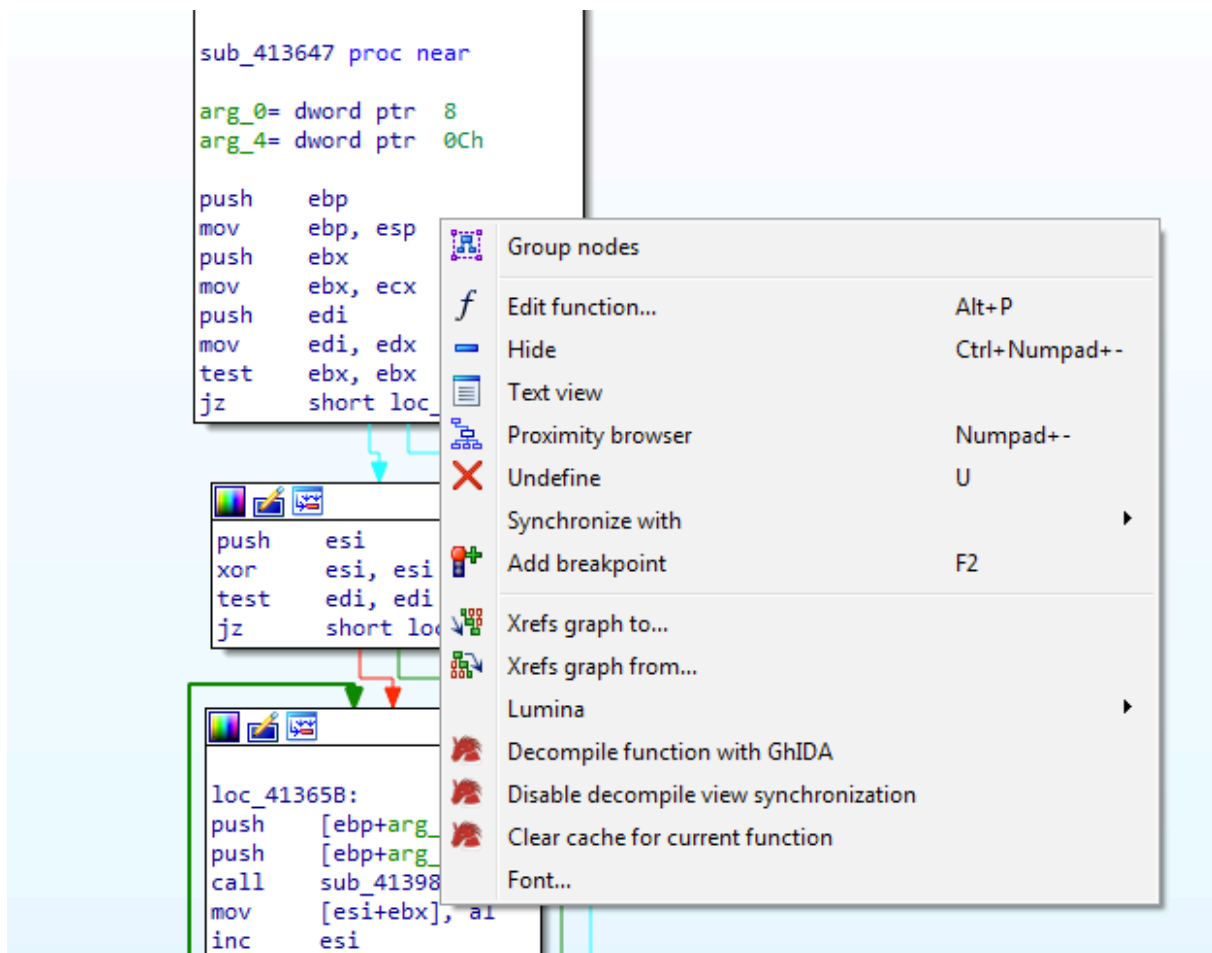 sub_413647 proc near
arg_0= dword ptr  8
arg_4= dword ptr  0Ch
push    ebp
mov     ebp, esp
push    ebx
mov     ebx, ecx
push    edi
mov     edi, edx
test    ebx, ebx
jz      short loc_
push    esi
xor     esi, esi
test    edi, edi
jz      short loc
loc_41365B:
push    [ebp+arg_
push    [ebp+arg_
call    sub_41398
mov     [esi+ebx], al
inc     esi
Group nodes
Edit function... Alt+P
Hide Ctrl+Numpad+-
Text view
Proximity browser Numpad+-
Undefine U
Synchronize with
Add breakpoint F2
Xrefs graph to...
Xrefs graph from...
Lumina
Decompile function with GhIDA
Disable decompile view synchronization
Clear cache for current function
Font...